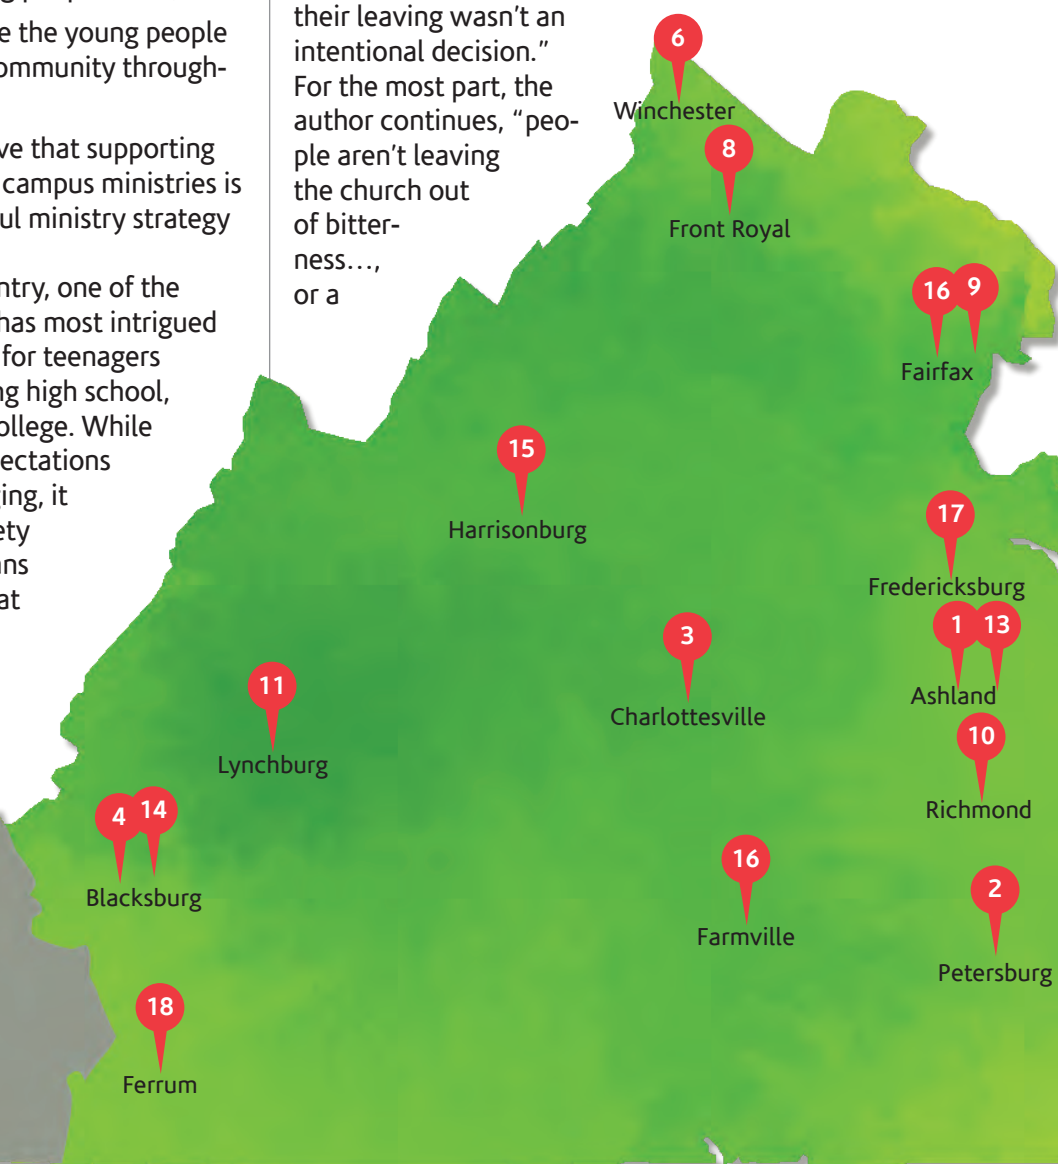 e the young people
ommunity through-
ve that supporting
campus ministries is
ul ministry strategy
ntry, one of the
has most intrigued
for teenagers
ng high school,
ollege. While
ectations
ging, it
ety
ans
at
their leaving wasn't an
intentional decision."
For the most part, the
author continues, "peo-
ple aren't leaving
the church out
of bitter-
ness…,
or a
6
Winchester
8
Front Royal
16 9
Fairfax
15
Harrisonburg
17
Fredericksburg
1 13
Ashland
3
Charlottesville
11
Lynchburg
10
Richmond
4 14
Blacksburg
16
Farmville
2
Petersburg
18
Ferrum